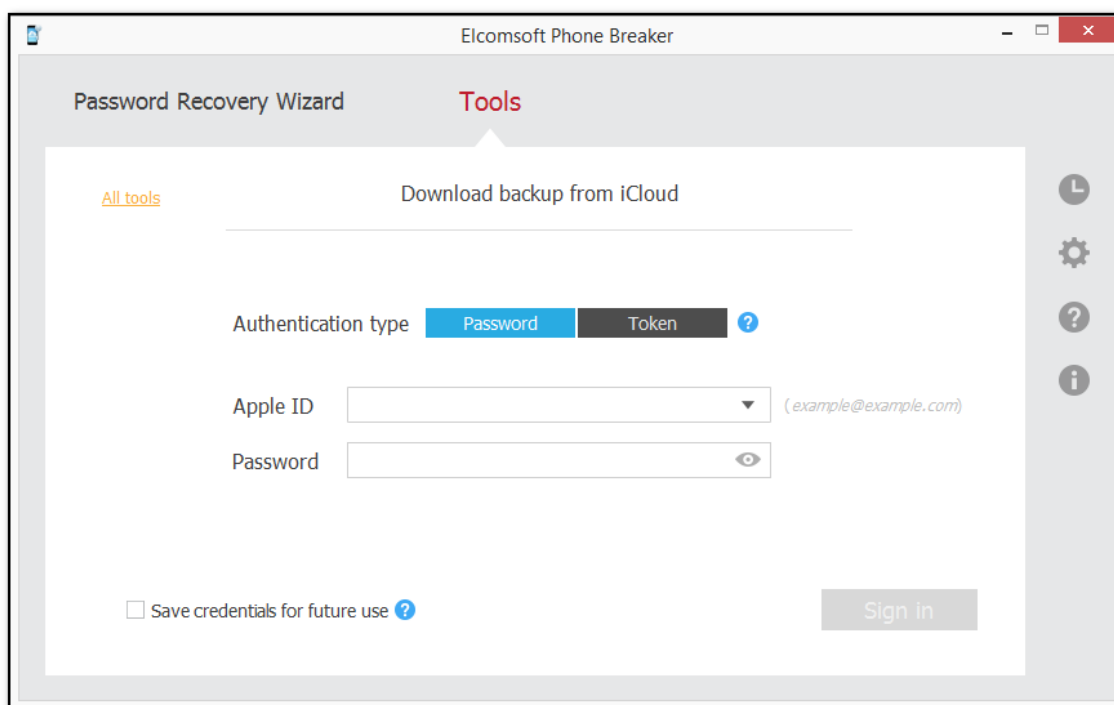 Elcomsoft Phone Breaker
Password Recovery Wizard Tools
All tools
Download backup from iCloud
Authentication type Password Token ?
Apple ID (example@example.com)
Password
Save credentials for future use ?
Sign in